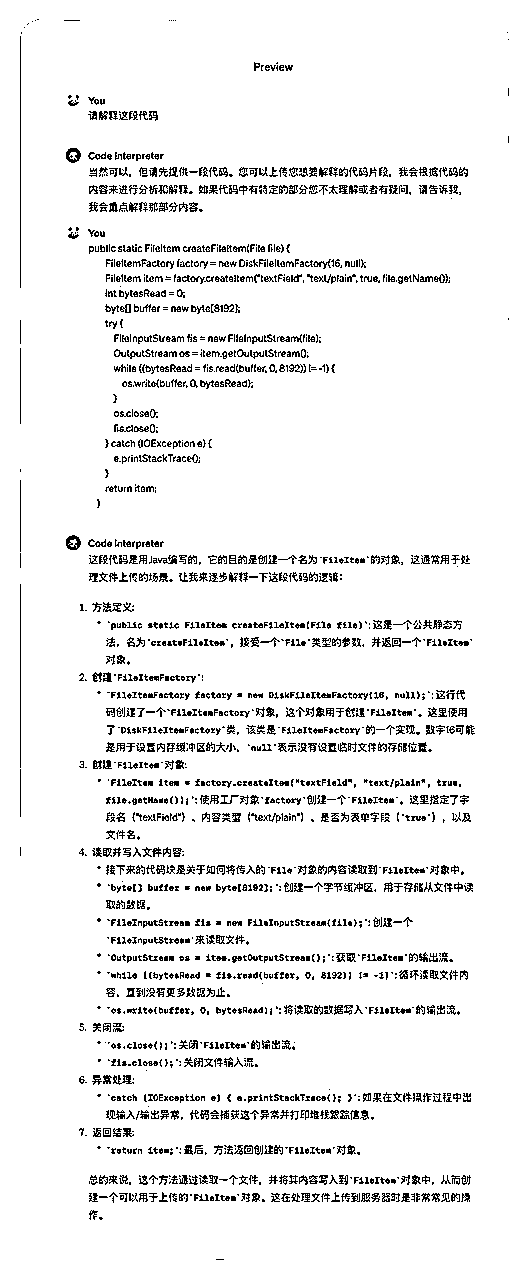 Preview
You
请解释这段代码
Code Interpreter
当然可以，但请先提供一段代码。您可以上传您想要解释的代码片段，我会根据代码的
内容来进行分析和解释。如果代码中有特定的部分您不太理解或者有疑问，请告诉我，
我会重点解释那部分内容。
You
public static FileItem createFileItem(File file) {
FileItemFactory factory = new DiskFileItemFactory(16, null);
FileItem item = factory.createItem("textField", "text/plain", true, file.getName());
int bytesRead = 0;
byte[] buffer = new byte[8192];
try {
FileInputStream fis = new FileInputStream(file);
OutputStream os = item.getOutputStream();
while ((bytesRead = fis.read(buffer, 0, 8192)) != -1) {
os.write(buffer, 0, bytesRead);
}
os.close();
fis.close();
} catch (IOException e) {
e.printStackTrace();
}
return item;
}
Code Interpreter
这段代码是用Java编写的，它的目的是创建一个名为`FileItem`的对象，这通常用于处
理文件上传的场景。让我来逐步解释一下这段代码的逻辑：
1. 方法定义:
• `public static FileItem createFileItem(File file)`: 这是一个公共静态方
法，名为`createFileItem`，接受一个`File`类型的参数，并返回一个`FileItem`
对象。
2. 创建`FileItemFactory`:
• `FileItemFactory factory = new DiskFileItemFactory(16, null);`: 这行代
码创建了一个`FileItemFactory`对象，这个对象用于创建`FileItem`。这里使用
了`DiskFileItemFactory`类，该类是`FileItemFactory`的一个实现。数字16可能
是用于设置内存缓冲区的大小，`null`表示没有设置临时文件的存储位置。
3. 创建`FileItem`对象:
• `FileItem item = factory.createItem("textField", "text/plain", true,
file.getName());`: 使用工厂对象`factory`创建一个`FileItem`。这里指定了字
段名（"textField"）、内容类型（"text/plain"）、是否为表单字段（`true`），以及
文件名。
4. 读取并写入文件内容:
• 接下来的代码块是关于如何将传入的`File`对象的内容读取到`FileItem`对象中。
• `byte[] buffer = new byte[8192];`: 创建一个字节缓冲区，用于存储从文件中读
取的数据。
• `FileInputStream fis = new FileInputStream(file);`: 创建一个
`FileInputStream`来读取文件。
• `OutputStream os = item.getOutputStream();`: 获取`FileItem`的输出流。
• `while ((bytesRead = fis.read(buffer, 0, 8192)) != -1)`: 循环读取文件内
容，直到没有更多数据为止。
• `os.write(buffer, 0, bytesRead);`: 将读取的数据写入`FileItem`的输出流。
5. 关闭流:
• `os.close();`: 关闭`FileItem`的输出流。
• `fis.close();`: 关闭文件输入流。
6. 异常处理:
• `catch (IOException e) { e.printStackTrace(); }`: 如果在文件操作过程中出
现输入/输出异常，代码会捕获这个异常并打印堆栈跟踪信息。
7. 返回结果:
• `return item;`: 最后，方法返回创建的`FileItem`对象。
总的来说，这个方法通过读取一个文件，并将其内容写入到`FileItem`对象中，从而创
建一个可以用于上传的`FileItem`对象。这在处理文件上传到服务器时是非常常见的操
作。